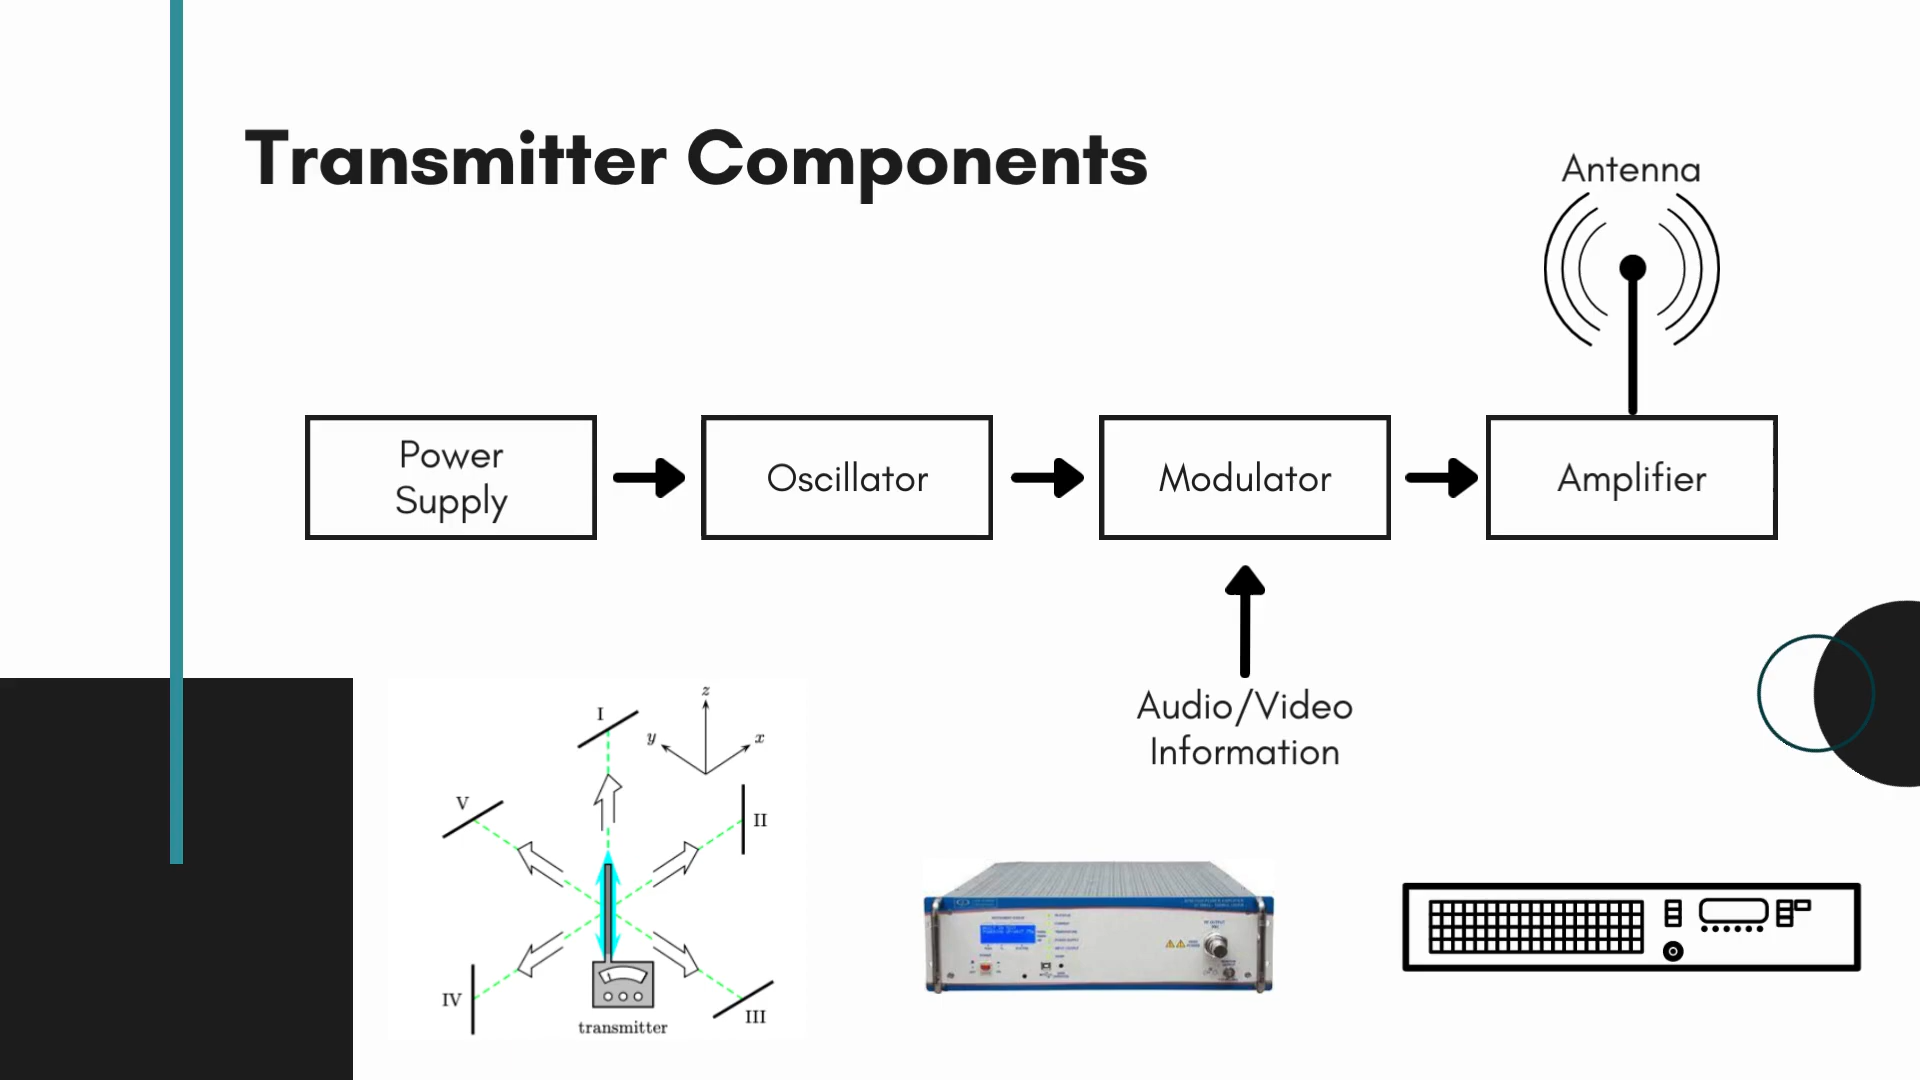 Transmitter Components
Antenna
Power
Supply
Oscillator
Modulator
Amplifier
Audio/Video
Information
z
y
x
I
II
V
IV
III
transmitter